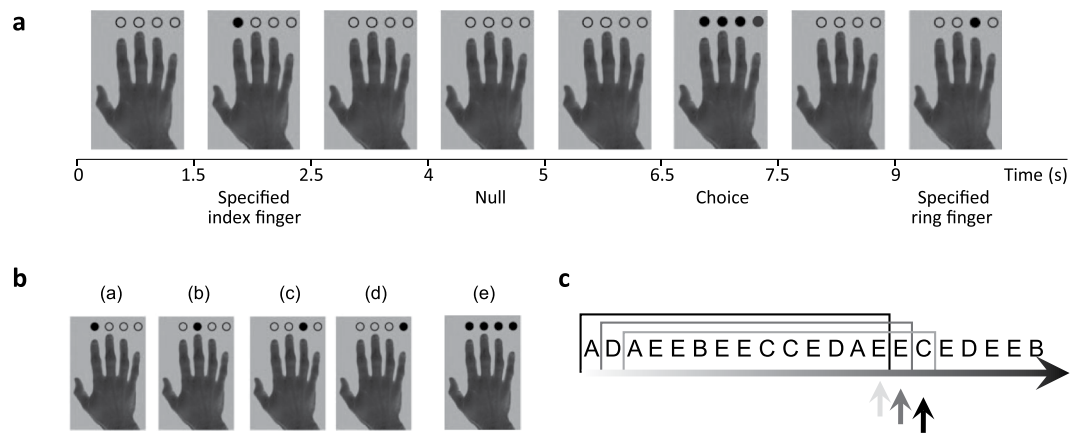 a
0 1.5 2.5 4 5 6.5 7.5 9 Time (s)
Specified Null Choice Specified
index finger ring finger
b
(a) (b) (c) (d) (e)
c
A D A E E B E E C C E D A E E C E D E E B